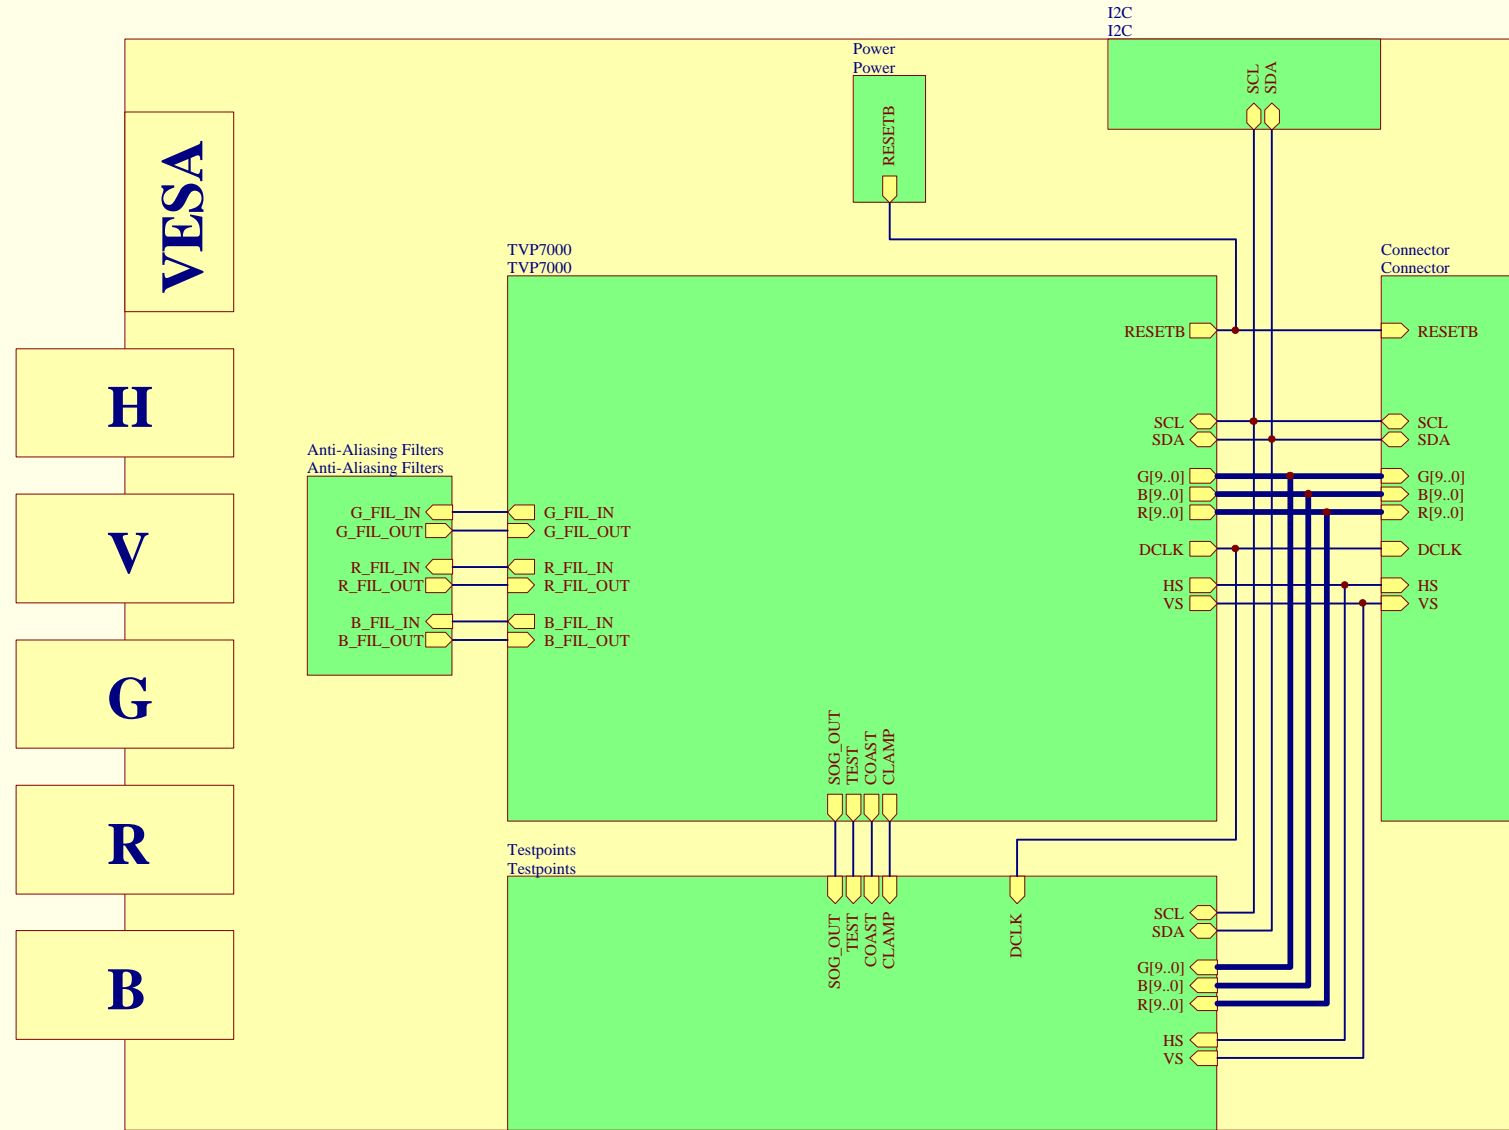 I2C
I2C
SCL
SDA
Power
Power
RESETB
VESA
H
V
G
R
B
TVP7000
TVP7000
RESETB
SCL
SDA
G[9..0]
B[9..0]
R[9..0]
DCLK
HS
VS
G_FIL_IN
G_FIL_OUT
R_FIL_IN
R_FIL_OUT
B_FIL_IN
B_FIL_OUT
SOG_OUT
TEST
COAST
CLAMP
Connector
Connector
RESETB
SCL
SDA
G[9..0]
B[9..0]
R[9..0]
DCLK
HS
VS
Anti-Aliasing Filters
Anti-Aliasing Filters
G_FIL_IN
G_FIL_OUT
R_FIL_IN
R_FIL_OUT
B_FIL_IN
B_FIL_OUT
Testpoints
Testpoints
SOG_OUT
TEST
COAST
CLAMP
DCLK
SCL
SDA
G[9..0]
B[9..0]
R[9..0]
HS
VS